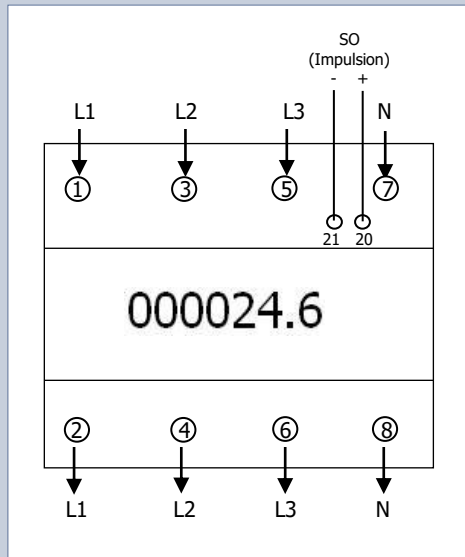 SO
(Impulsion)
- +
L1 L2 L3 N
1 3 5 7
21 20
000024.6
2 4 6 8
L1 L2 L3 N